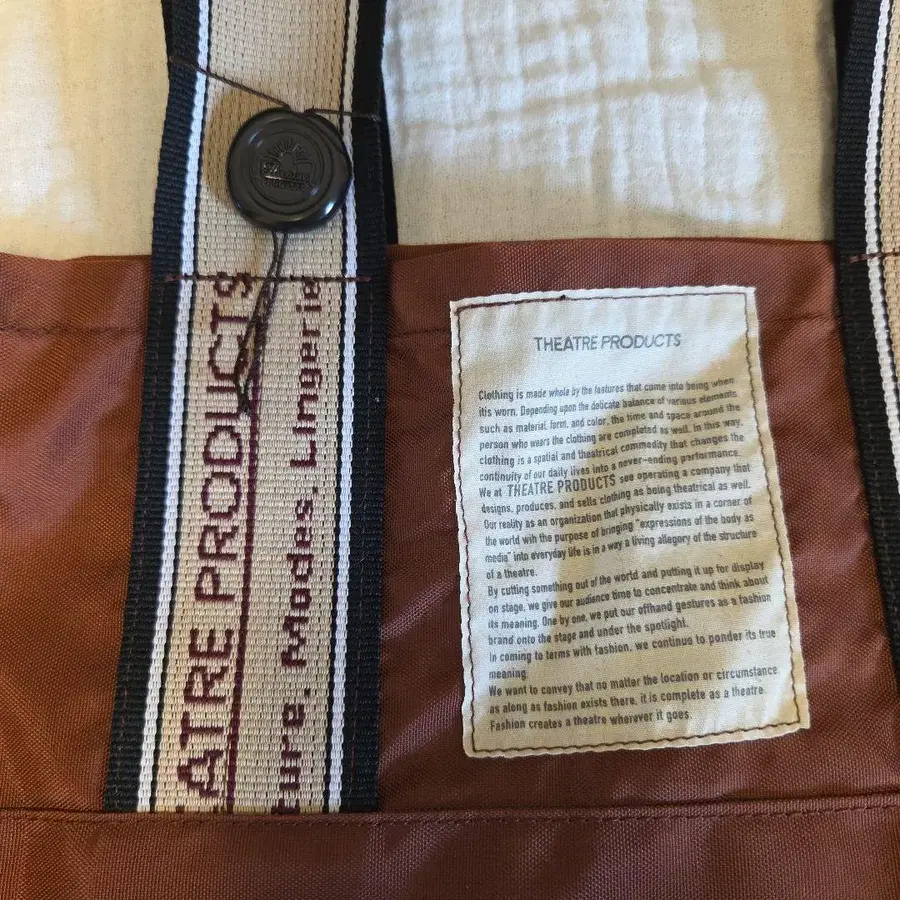 THEATRE PRODUCTS
Clothing is made whole by the features that come into being when
itis worn. Depending upon the delicate balance of various elements
such as material, form, and color, the time and space around the
person who wears the clothing are completed as well. In this way,
clothing is a spatial and theatrical commodity that changes the
continuity of our daily lives into a never-ending performance.
We at THEATRE PRODUCTS see operating a company that
designs, produces, and sells clothing as being theatrical as well.
Our reality as an organization that physically exists in a corner of
the world wih the purpose of bringing "expressions of the body as
media" into everyday life is in a way a living allegory of the structure
of a theatre.
By cutting something out of the world and putting it up for display
on stage, we give our audience time to concentrate and think about
its meaning. One by one, we put our offhand gestures as a fashion
brand onto the stage and under the spotlight.
In coming to terms with fashion, we continue to ponder its true
meaning.
We want to convey that no matter the location or circumstance
as along as fashion exists there, it is complete as a theatre.
Fashion creates a theatre wherever it goes.
EATRE PRODUCTS
ture, Modes, Lingerie